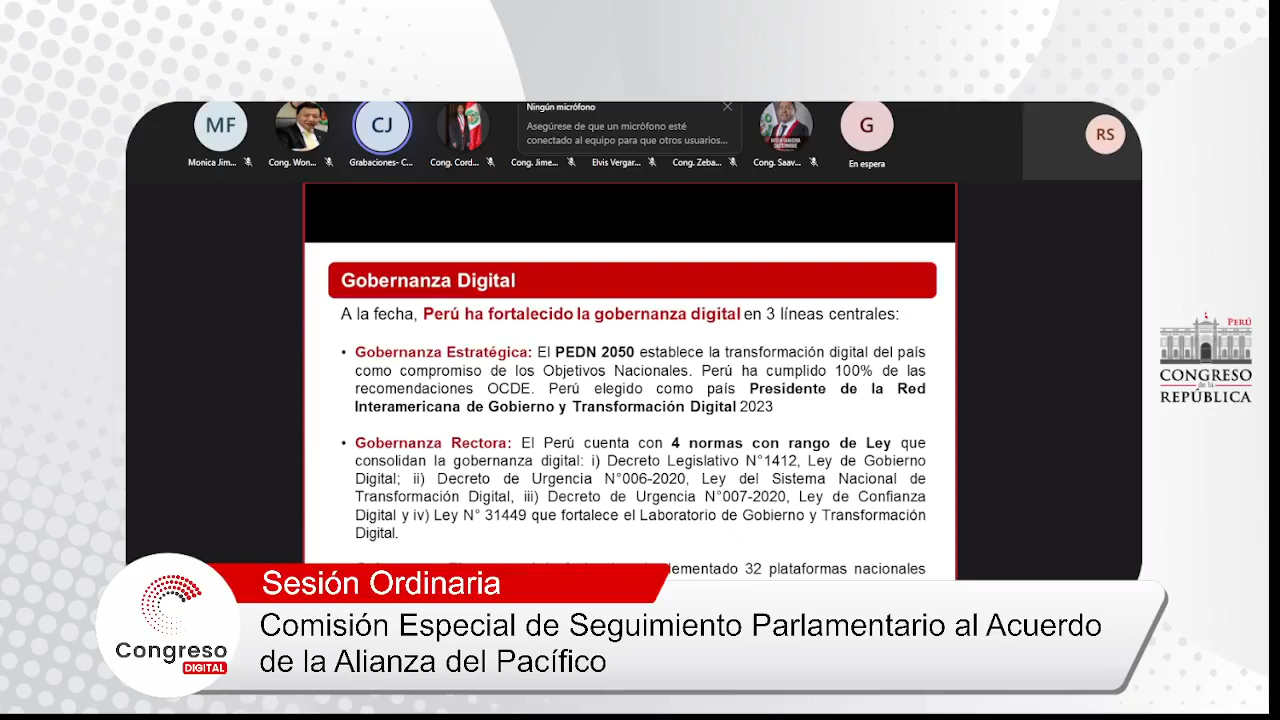 MF
CJ
Ningún micrófono
Asegúrese de que un micrófono esté
conectado al equipo para que otros usuarios...
G
RS
Monica Jim...
Cong. Won...
Grabaciones- C...
Cong. Cord...
Cong. Jime...
Elvis Vergar...
Cong. Zeba...
Cong. Saav...
En espera
Gobernanza Digital
A la fecha, Perú ha fortalecido la gobernanza digital en 3 líneas centrales:
• Gobernanza Estratégica: El PEDN 2050 establece la transformación digital del país
como compromiso de los Objetivos Nacionales. Perú ha cumplido 100% de las
recomendaciones OCDE. Perú elegido como país Presidente de la Red
Interamericana de Gobierno y Transformación Digital 2023
• Gobernanza Rectora: El Perú cuenta con 4 normas con rango de Ley que
consolidan la gobernanza digital: i) Decreto Legislativo N°1412, Ley de Gobierno
Digital; ii) Decreto de Urgencia N°006-2020, Ley del Sistema Nacional de
Transformación Digital, iii) Decreto de Urgencia N°007-2020, Ley de Confianza
Digital y iv) Ley N° 31449 que fortalece el Laboratorio de Gobierno y Transformación
Digital.
32 plataformas nacionales
PERÚ
CONGRESO
de la
REPÚBLICA
Sesión Ordinaria
Comisión Especial de Seguimiento Parlamentario al Acuerdo
de la Alianza del Pacífico
Congreso
DIGITAL